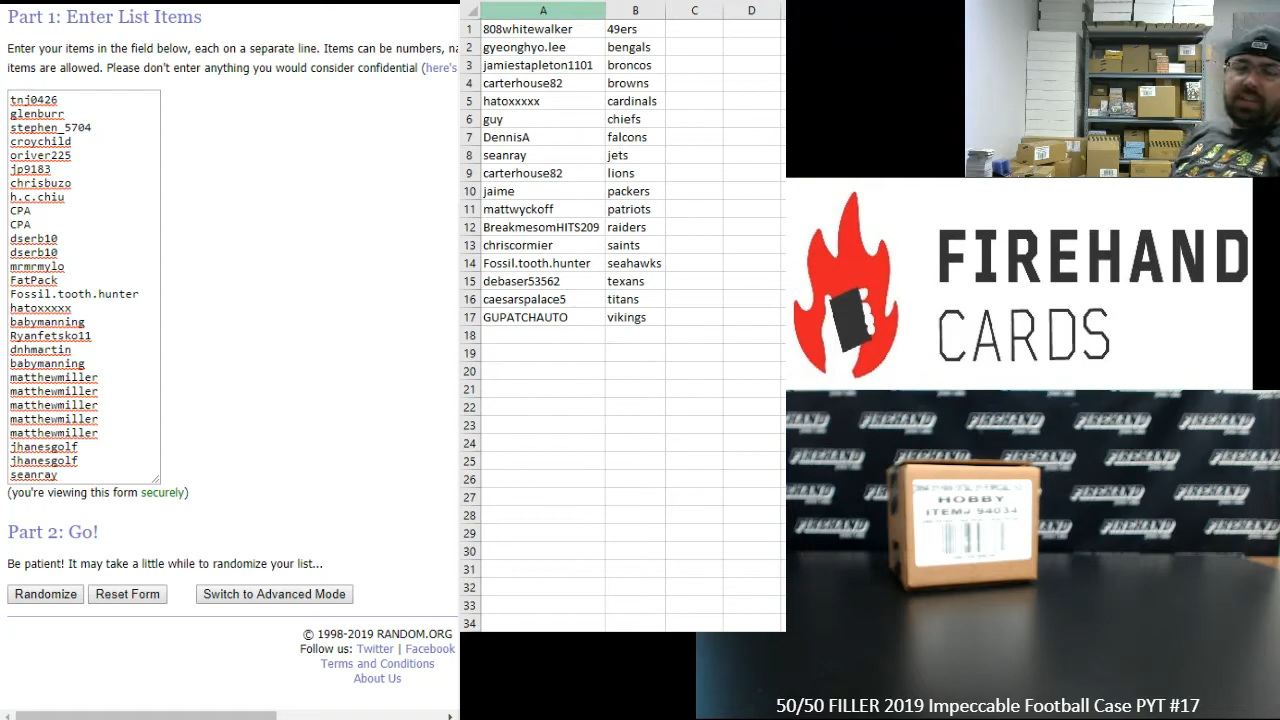 Part 1: Enter List Items
Enter your items in the field below, each on a separate line. Items can be numbers, na
items are allowed. Please don't enter anything you would consider confidential (here's
tnj0426
glenburr
stephen_5704
croychild
oriver225
jp9183
chrisbuzo
h.c.chiu
CPA
CPA
dserb10
dserb10
mrmrmylo
FatPack
Fossil.tooth.hunter
hatoxxxxx
babymanning
Ryanfetsko11
dnhmartin
babymanning
matthewmiller
matthewmiller
matthewmiller
matthewmiller
matthewmiller
jhanesgolf
jhanesgolf
seanray
(you're viewing this form securely)
Part 2: Go!
Be patient! It may take a little while to randomize your list...
Randomize Reset Form Switch to Advanced Mode
© 1998-2019 RANDOM.ORG
Follow us: Twitter | Facebook
Terms and Conditions
About Us
A B C D
1 808whitewalker 49ers
2 gyeonghyo.lee bengals
3 jamiestapleton1101 broncos
4 carterhouse82 browns
5 hatoxxxxx cardinals
6 guy chiefs
7 DennisA falcons
8 seanray jets
9 carterhouse82 lions
10 jaime packers
11 mattwyckoff patriots
12 BreakmesomHITS209 raiders
13 chriscormier saints
14 Fossil.tooth.hunter seahawks
15 debaser53562 texans
16 caesarspalace5 titans
17 GUPATCHAUTO vikings
18
19
20
21
22
23
24
25
26
27
28
29
30
31
32
33
34
FIREHAND
CARDS
FIREHAND
HOBBY
ITEM# 94034
50/50 FILLER 2019 Impeccable Football Case PYT #17